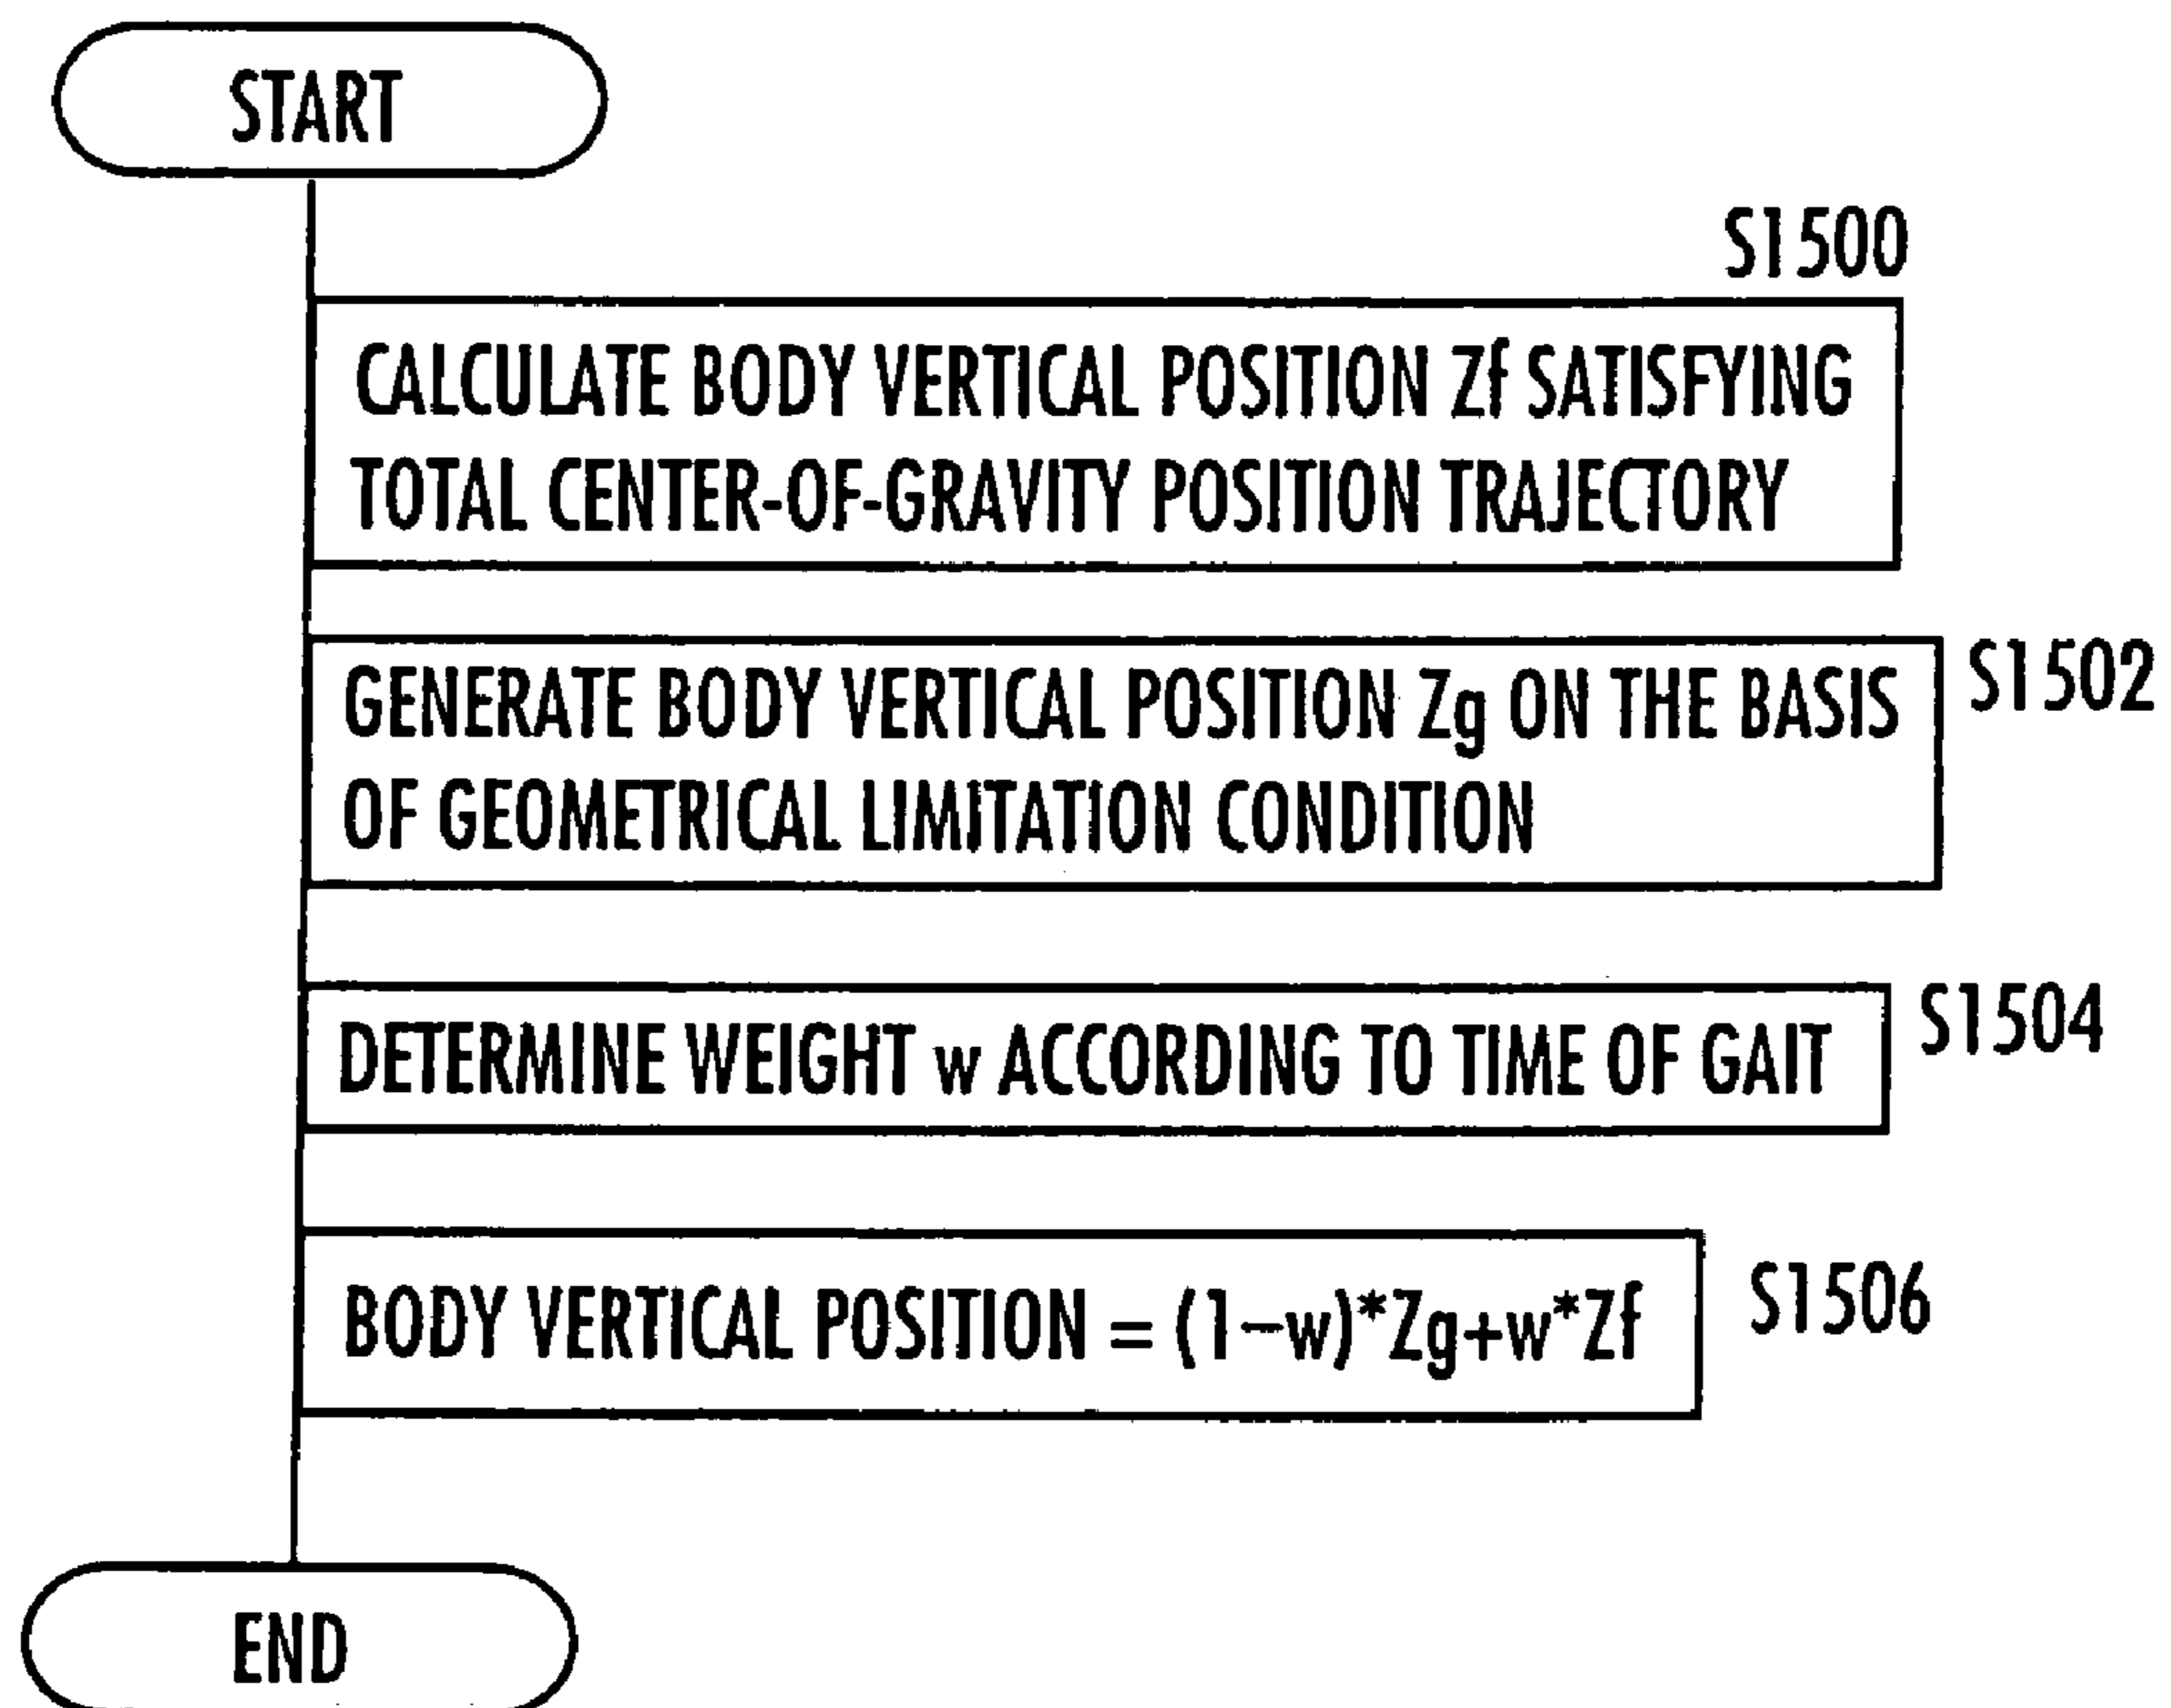 START
S1500
CALCULATE BODY VERTICAL POSITION Zf SATISFYING
TOTAL CENTER-OF-GRAVITY POSITION TRAJECTORY
S1502
GENERATE BODY VERTICAL POSITION Zg ON THE BASIS
OF GEOMETRICAL LIMITATION CONDITION
S1504
DETERMINE WEIGHT w ACCORDING TO TIME OF GAIT
BODY VERTICAL POSITION = (1-w)*Zg+w*Zf
S1506
END